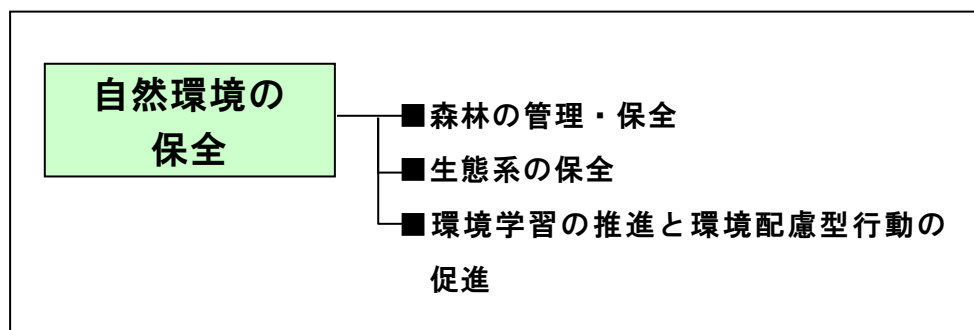 自然環境の
保全
■森林の管理・保全
■生態系の保全
■環境学習の推進と環境配慮型行動の
促進